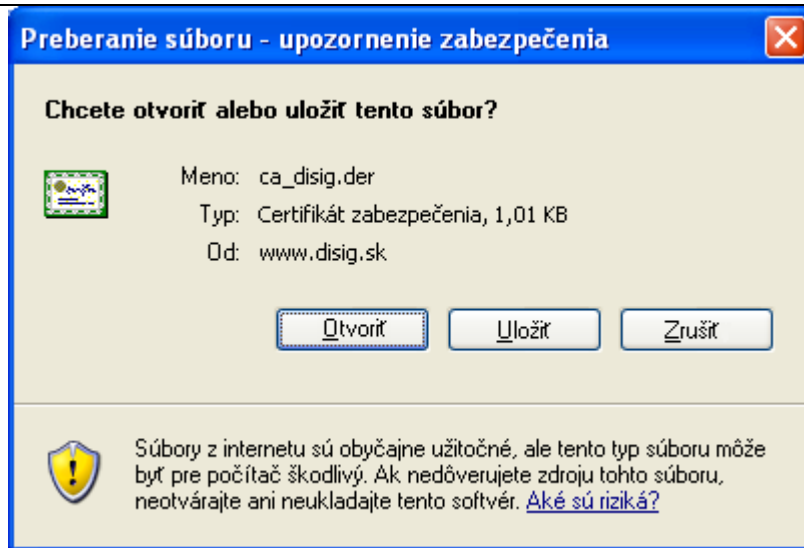 Preberanie súboru - upozornenie zabezpečenia
Chcete otvoriť alebo uložiť tento súbor?
Meno: ca_disig.der
Typ: Certifikát zabezpečenia, 1,01 KB
Od: www.disig.sk
Otvoriť Uložiť Zrušiť
Súbory z internetu sú obyčajne užitočné, ale tento typ súboru môže
byť pre počítač škodlivý. Ak nedôverujete zdroju tohto súboru,
neotvárajte ani neukladajte tento softvér. Aké sú riziká?